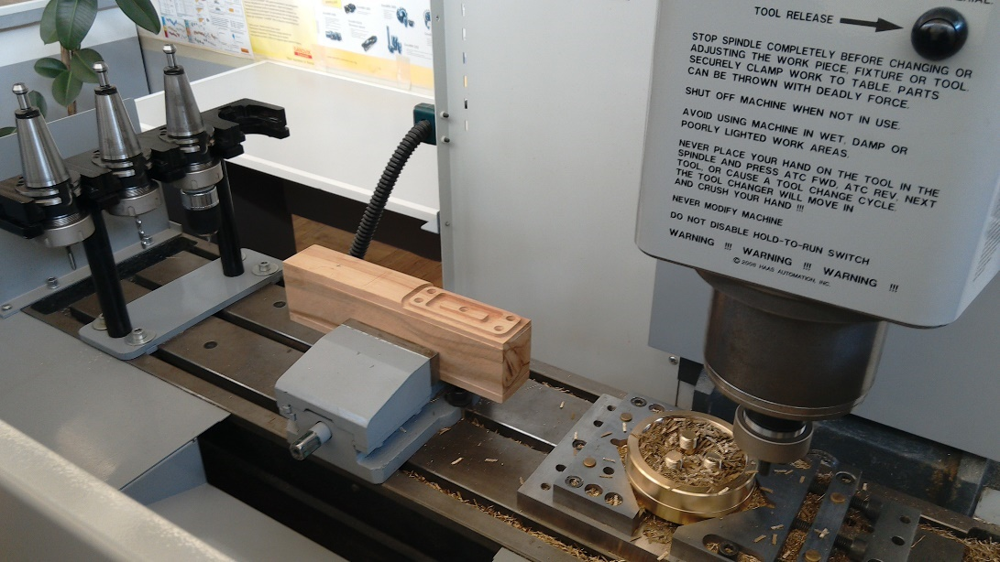 TOOL RELEASE
STOP SPINDLE COMPLETELY BEFORE CHANGING OR
ADJUSTING THE WORK PIECE, FIXTURE OR TOOL.
SECURELY CLAMP WORK TO TABLE. PARTS
CAN BE THROWN WITH DEADLY FORCE.
SHUT OFF MACHINE WHEN NOT IN USE.
AVOID USING MACHINE IN WET, DAMP OR
POORLY LIGHTED WORK AREAS.
NEVER PLACE YOUR HAND ON THE TOOL IN THE
SPINDLE AND PRESS ATC FWD, ATC REV, NEXT
TOOL, OR CAUSE A TOOL CHANGE CYCLE.
THE TOOL CHANGER WILL MOVE IN
AND CRUSH YOUR HAND !!!
NEVER MODIFY MACHINE
DO NOT DISABLE HOLD-TO-RUN SWITCH
WARNING !!! WARNING !!! WARNING !!!
© 2008 HAAS AUTOMATION, INC.